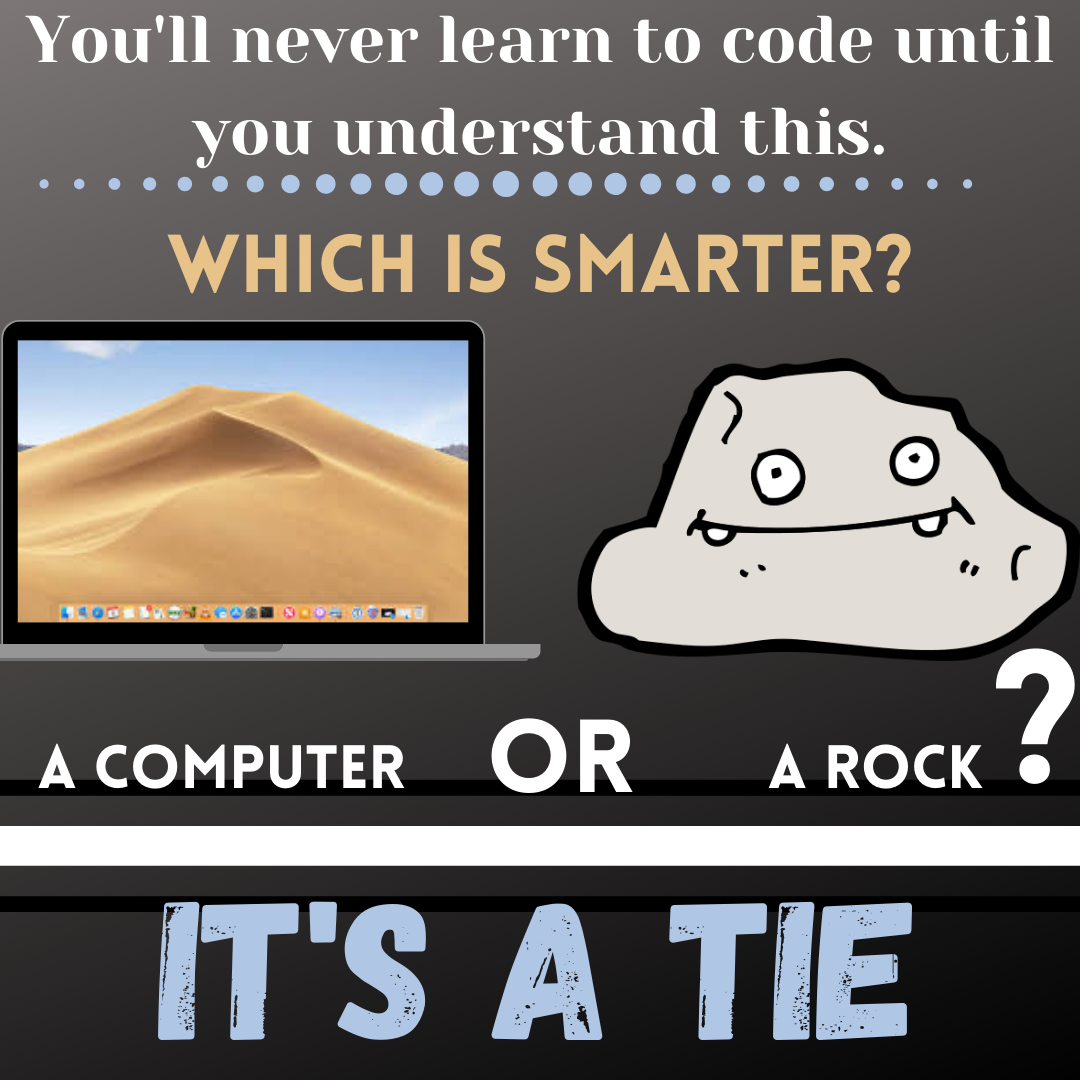 You'll never learn to code until
you understand this.
WHICH IS SMARTER?
A COMPUTER OR A ROCK?
IT'S A TIE